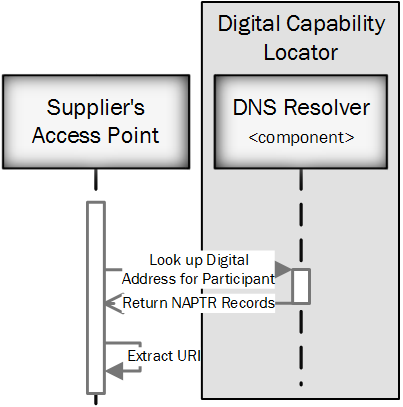 Digital Capability
Locator
Supplier's
Access Point
DNS Resolver
<component>
Look up Digital
Address for Participant
Return NAPTR Records
Extract URI